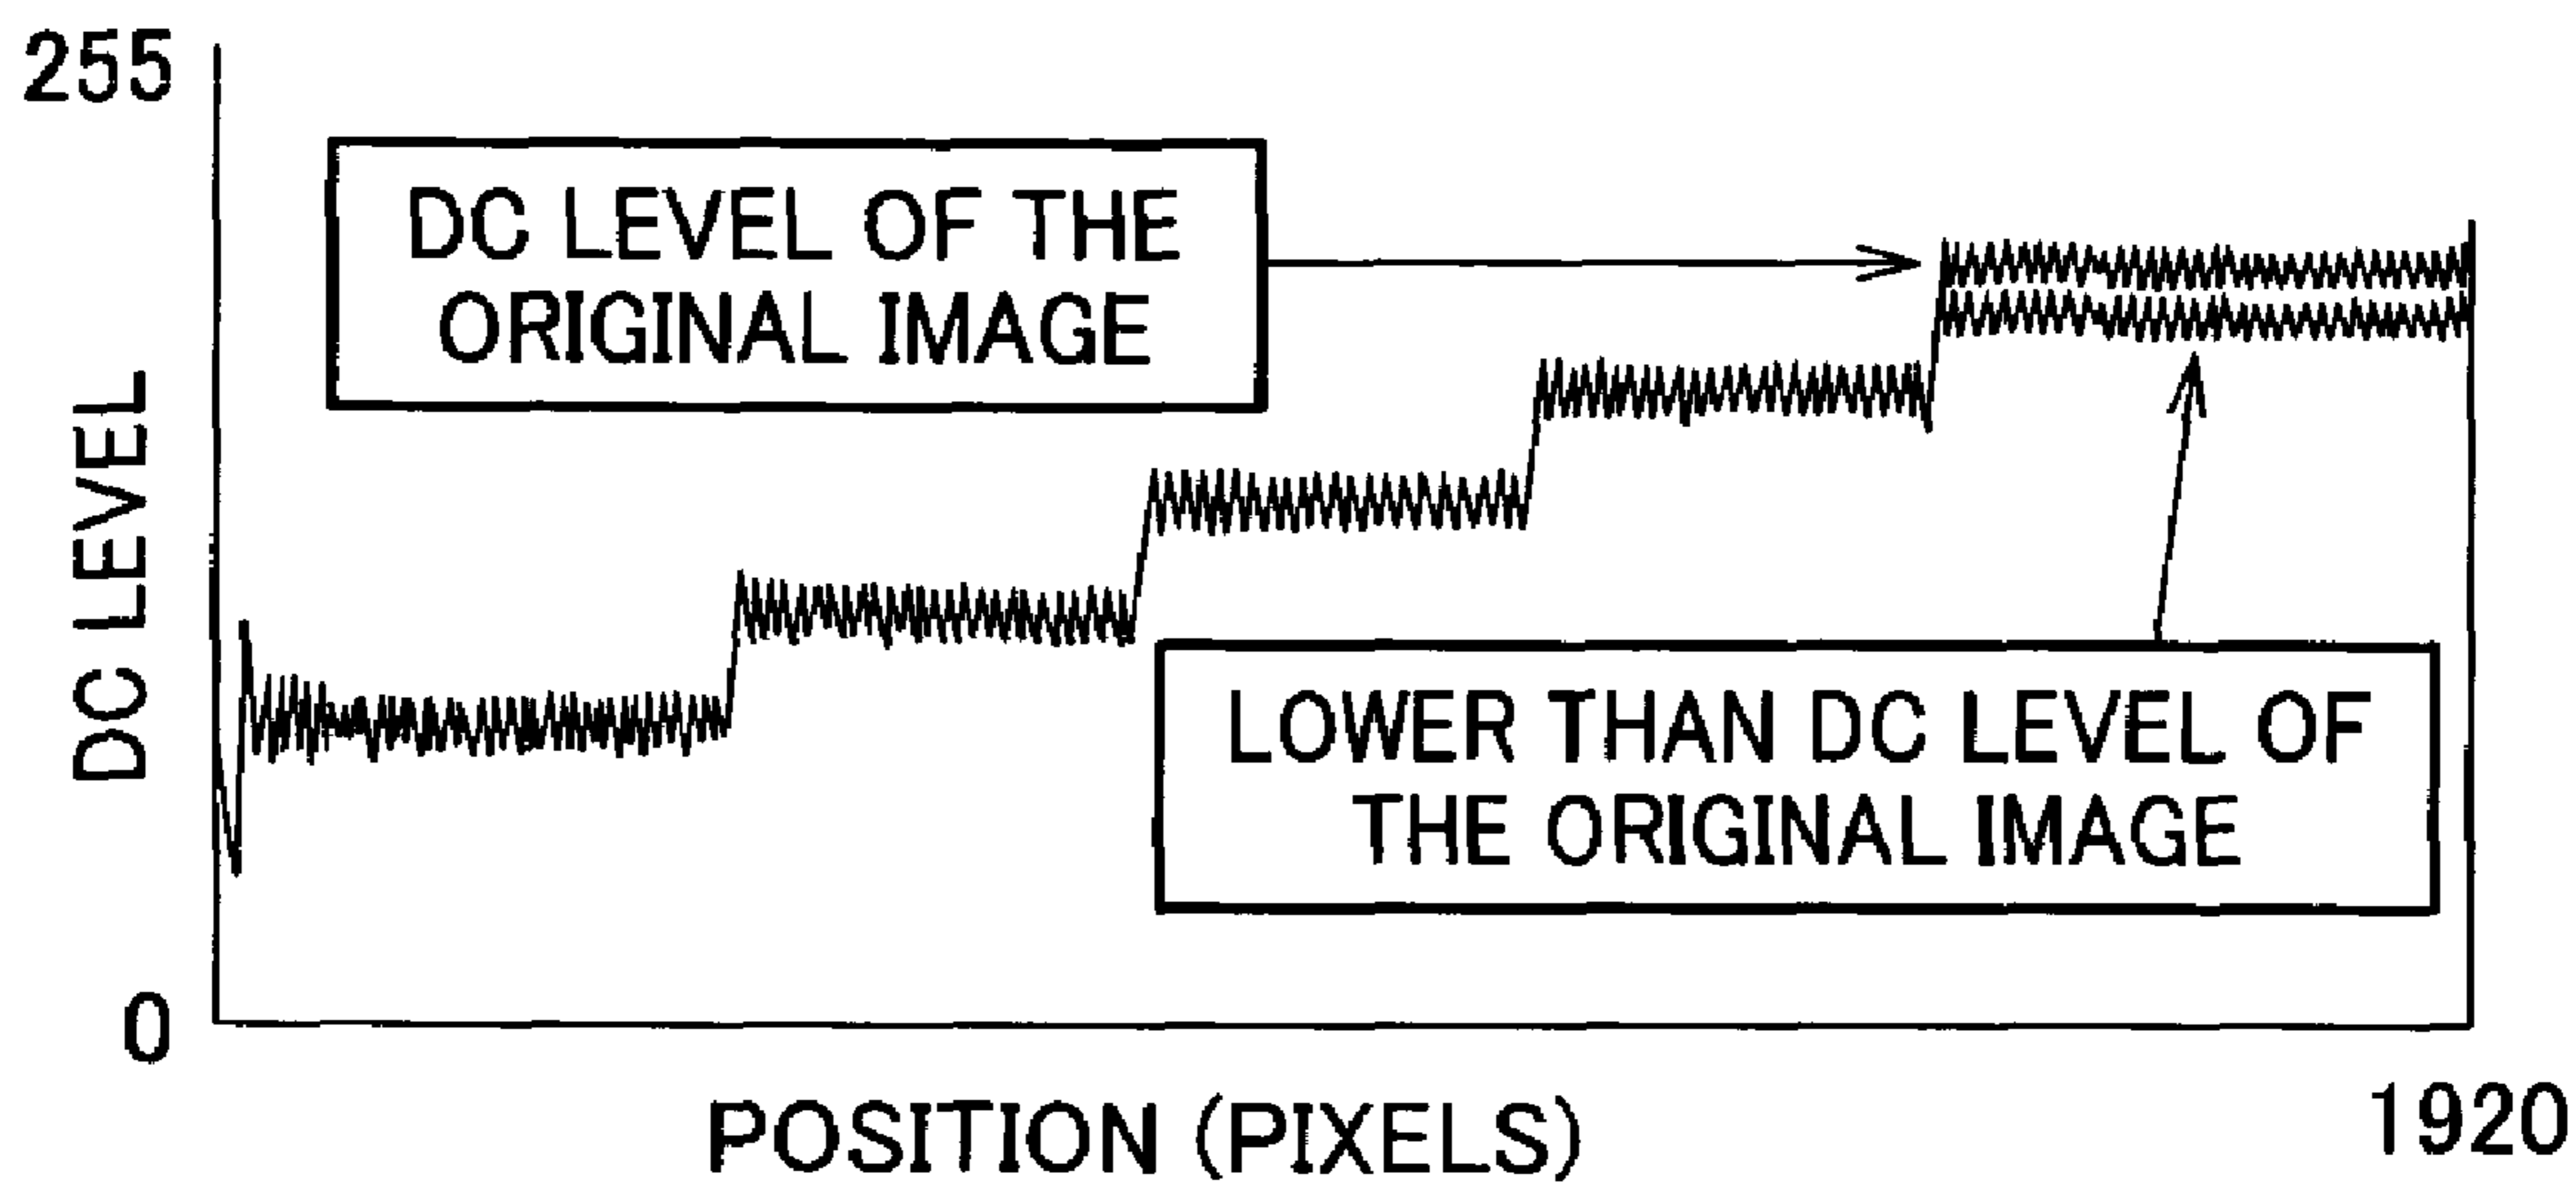 255
DC LEVEL OF THE
ORIGINAL IMAGE
DC LEVEL
LOWER THAN DC LEVEL OF
THE ORIGINAL IMAGE
0
POSITION (PIXELS)
1920